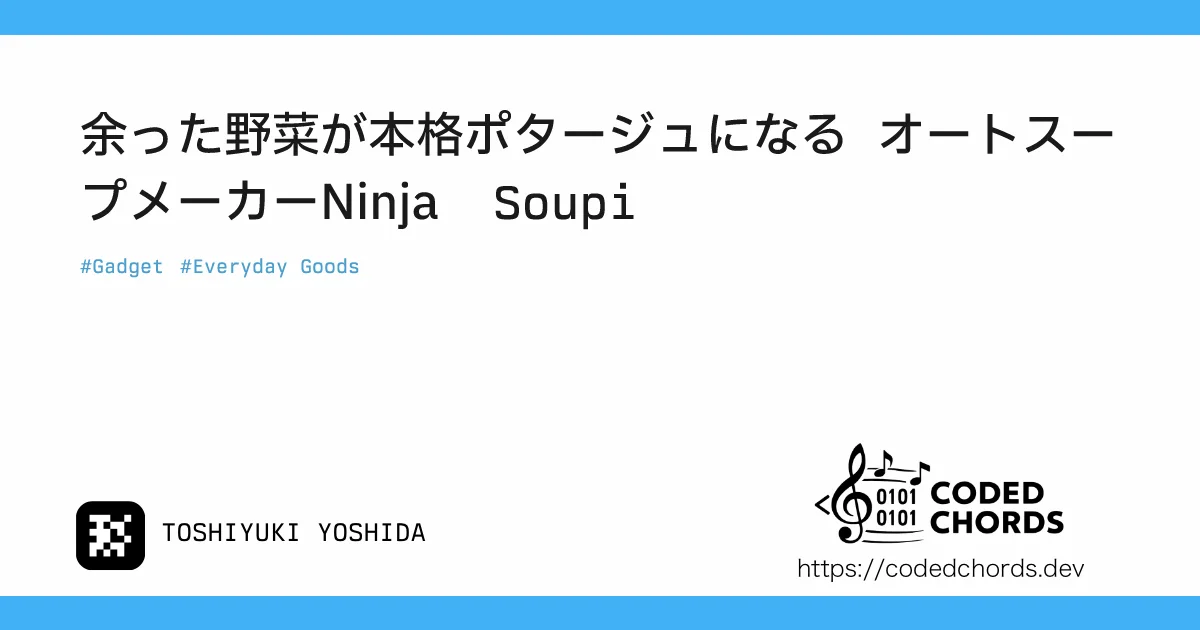 余った野菜が本格ポタージュになる オートスー
プメーカーNinja Soupi
#Gadget #Everyday Goods
TOSHIYUKI YOSHIDA
0101
0101
CODED
CHORDS
https://codedchords.dev